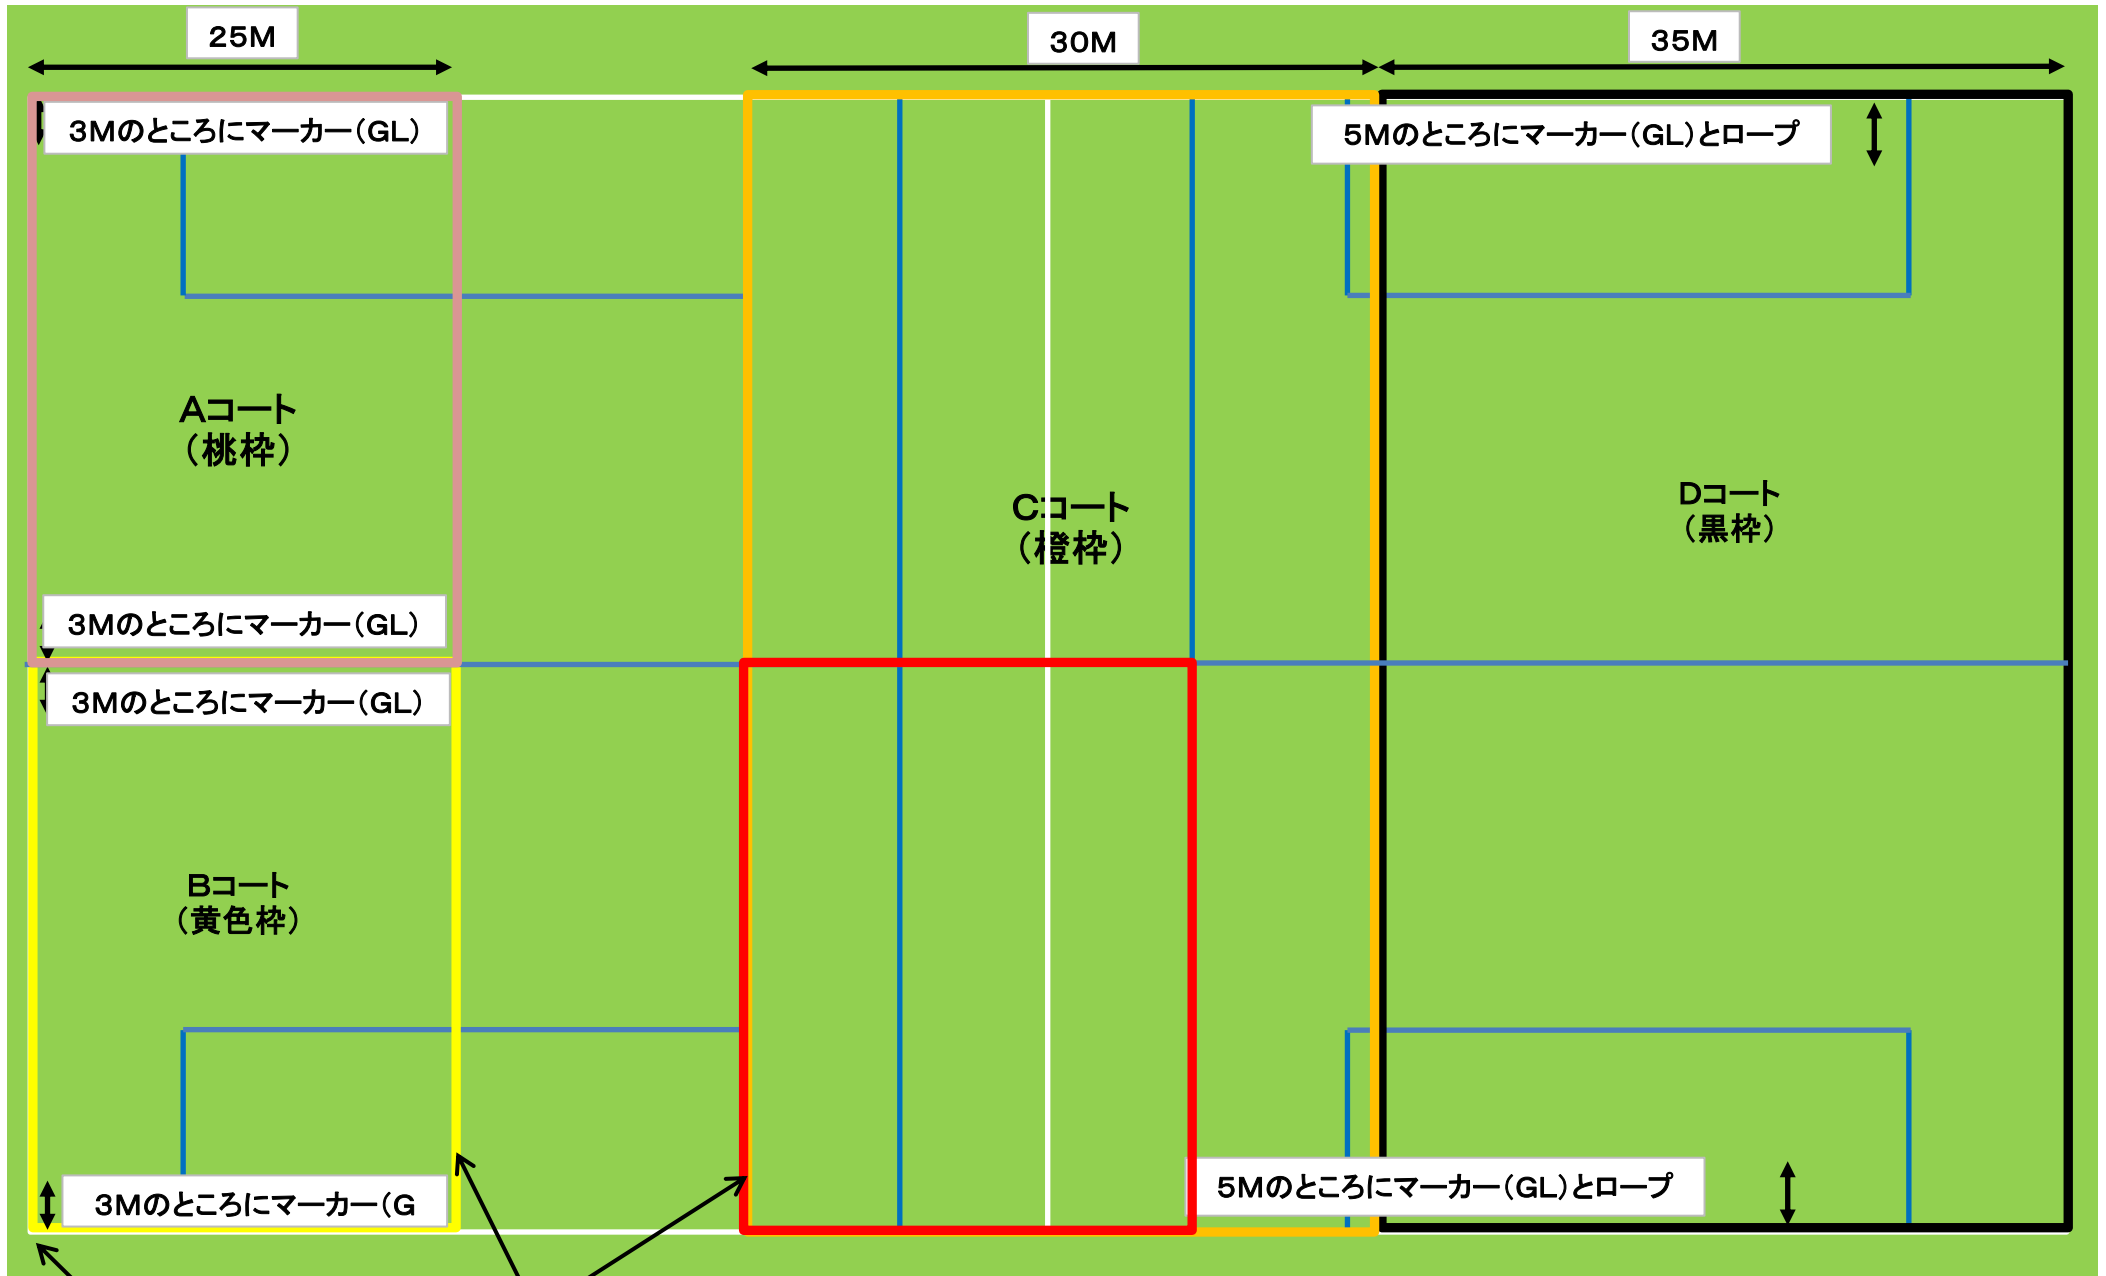 25M
30M
35M
3Mのところにマーカー(GL)
5Mのところにマーカー(GL)とロープ
Aコート
(桃枠)
Cコート
(橙枠)
Dコート
(黒枠)
3Mのところにマーカー(GL)
3Mのところにマーカー(GL)
Bコート
(黄色枠)
3Mのところにマーカー(G
5Mのところにマーカー(GL)とロープ